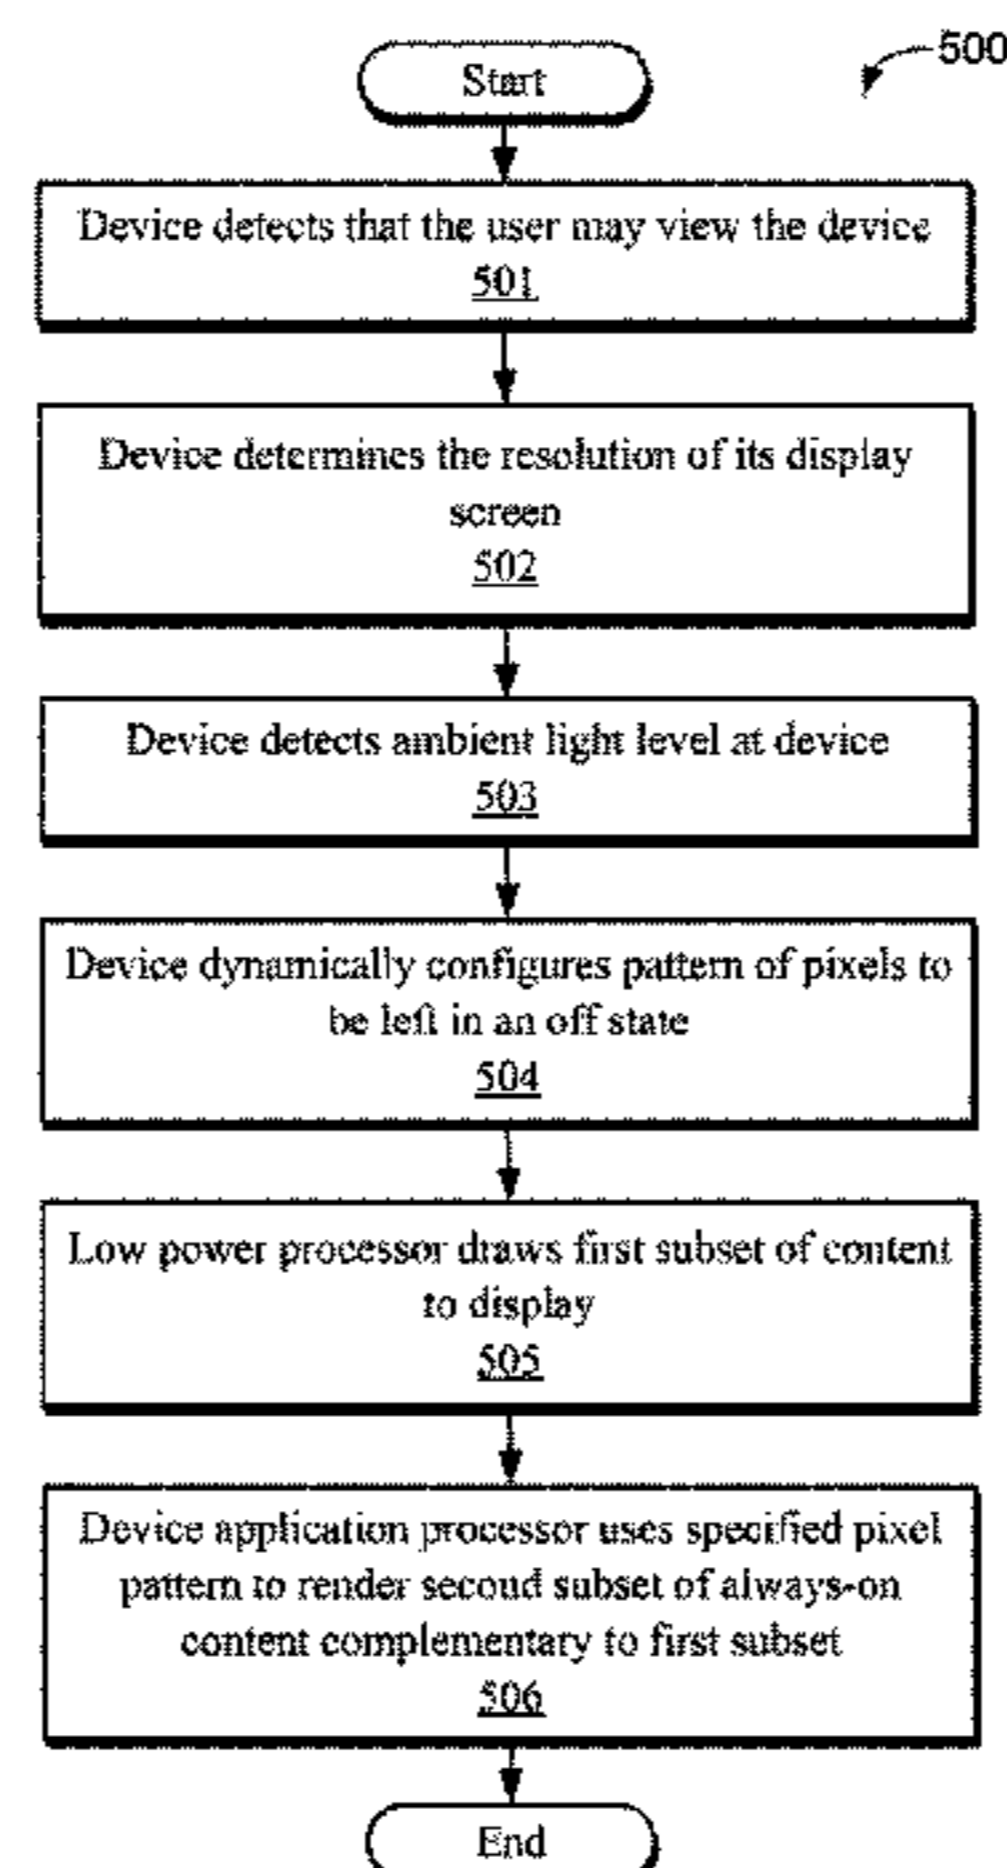 500
Start
Device detects that the user may view the device
501
Device determines the resolution of its display
screen
502
Device detects ambient light level at device
503
Device dynamically configures pattern of pixels to
be left in an off state
504
Low power processor draws first subset of content
to display
505
Device application processor uses specified pixel
pattern to render second subset of always-on
content complementary to first subset
506
End